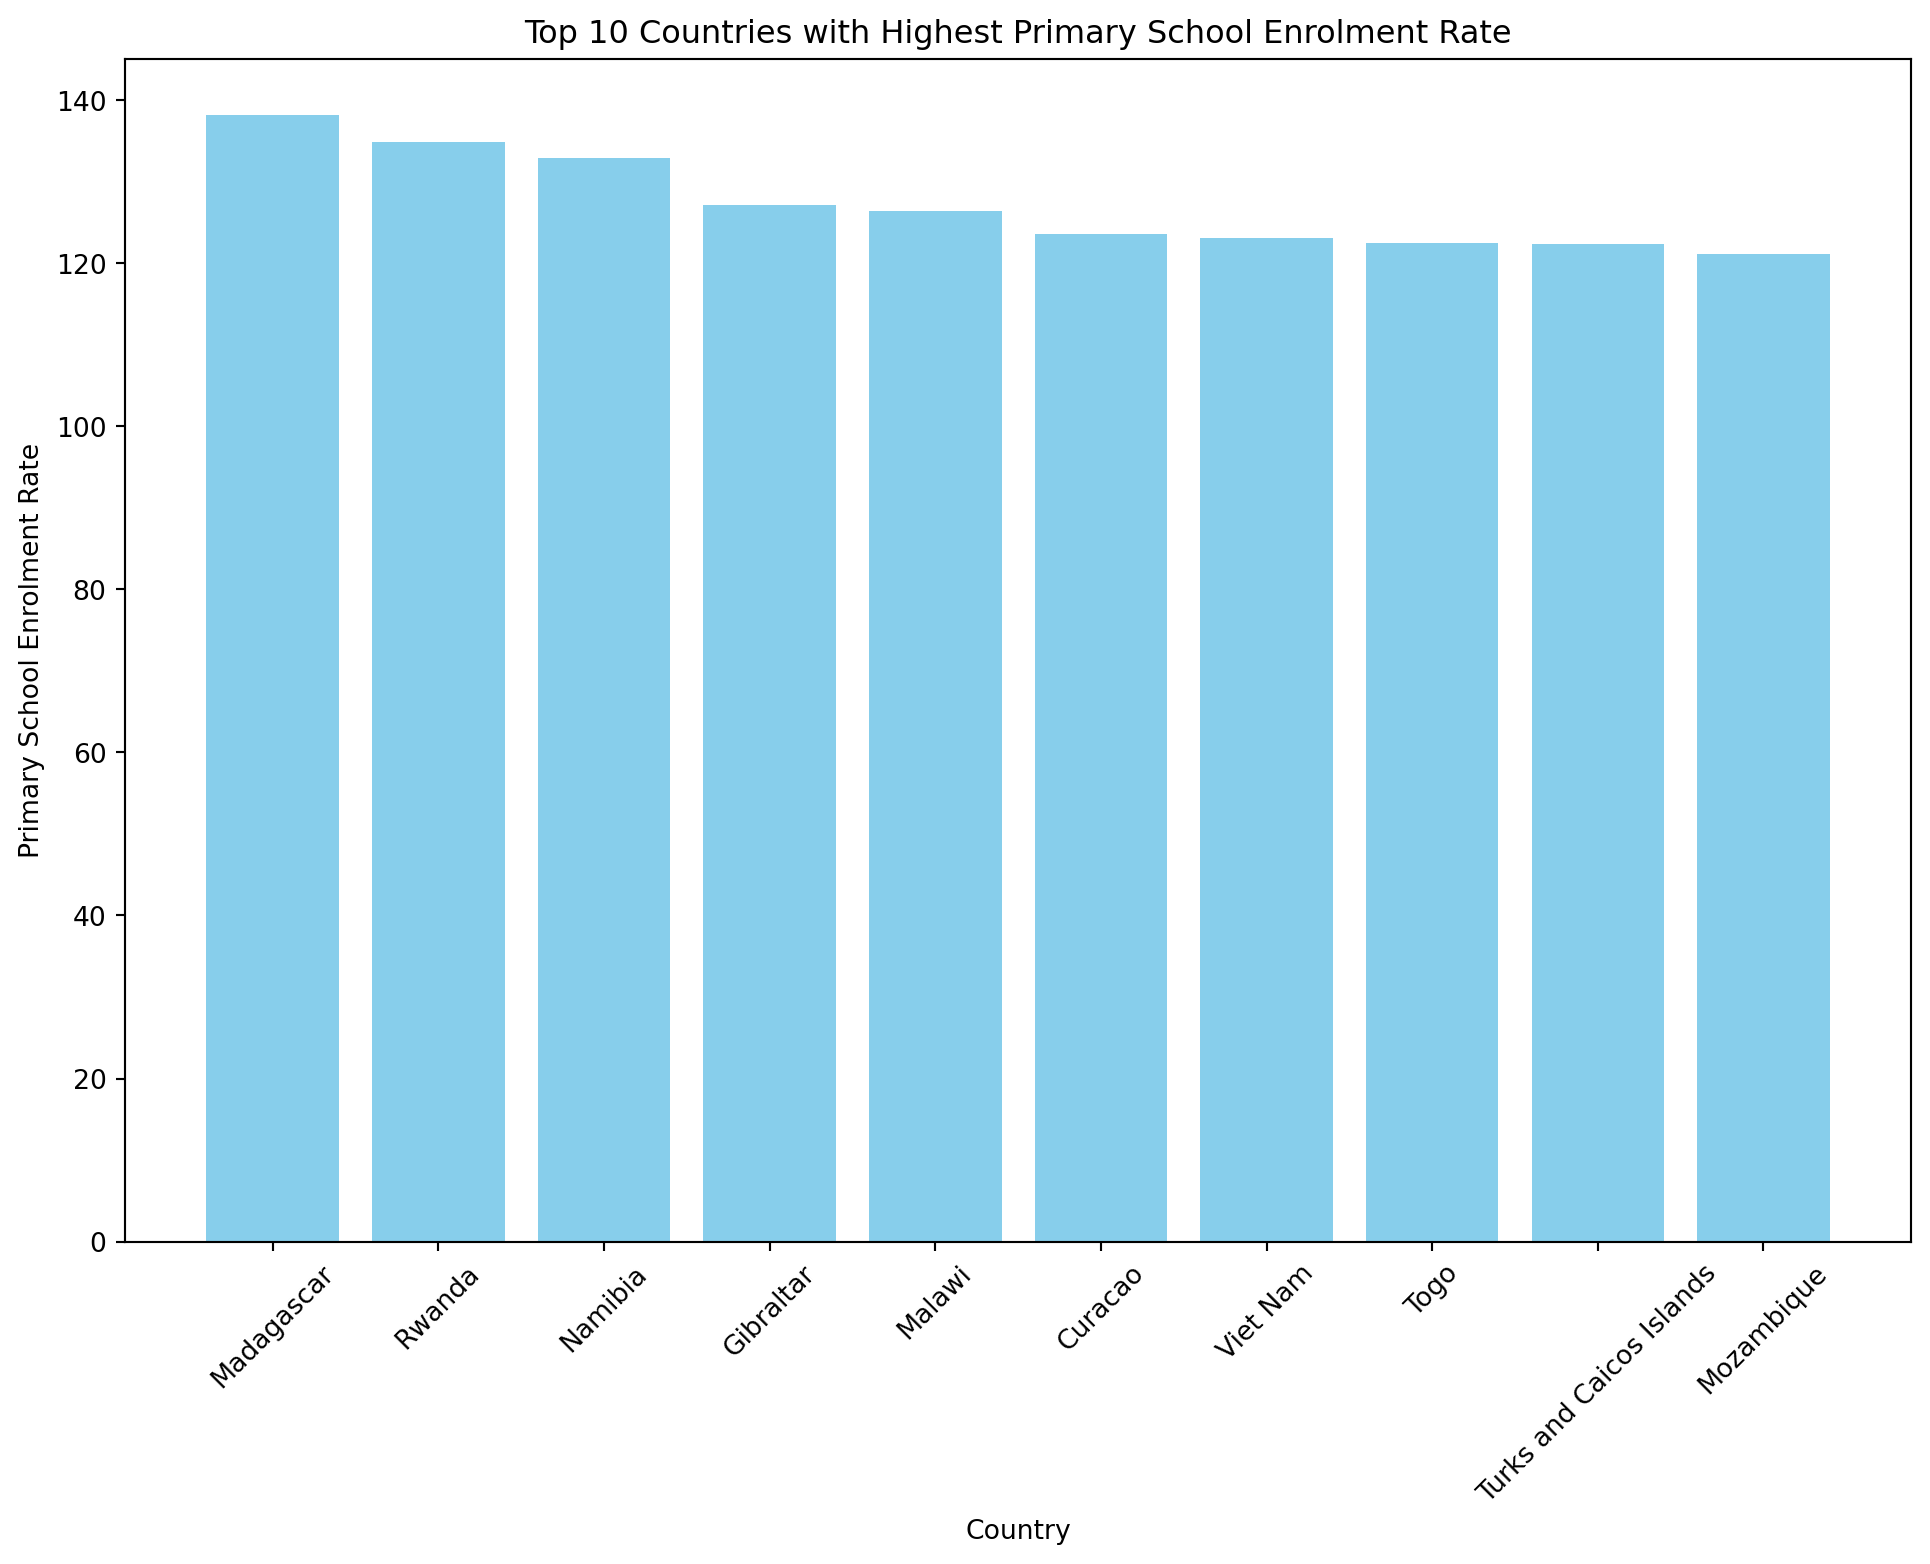 Top 10 Countries with Highest Primary School Enrolment Rate
Primary School Enrolment Rate
140
120
100
80
60
40
20
0
Madagascar
Rwanda
Namibia
Gibraltar
Malawi
Curacao
Viet Nam
Togo
Turks and Caicos Islands
Mozambique
Country